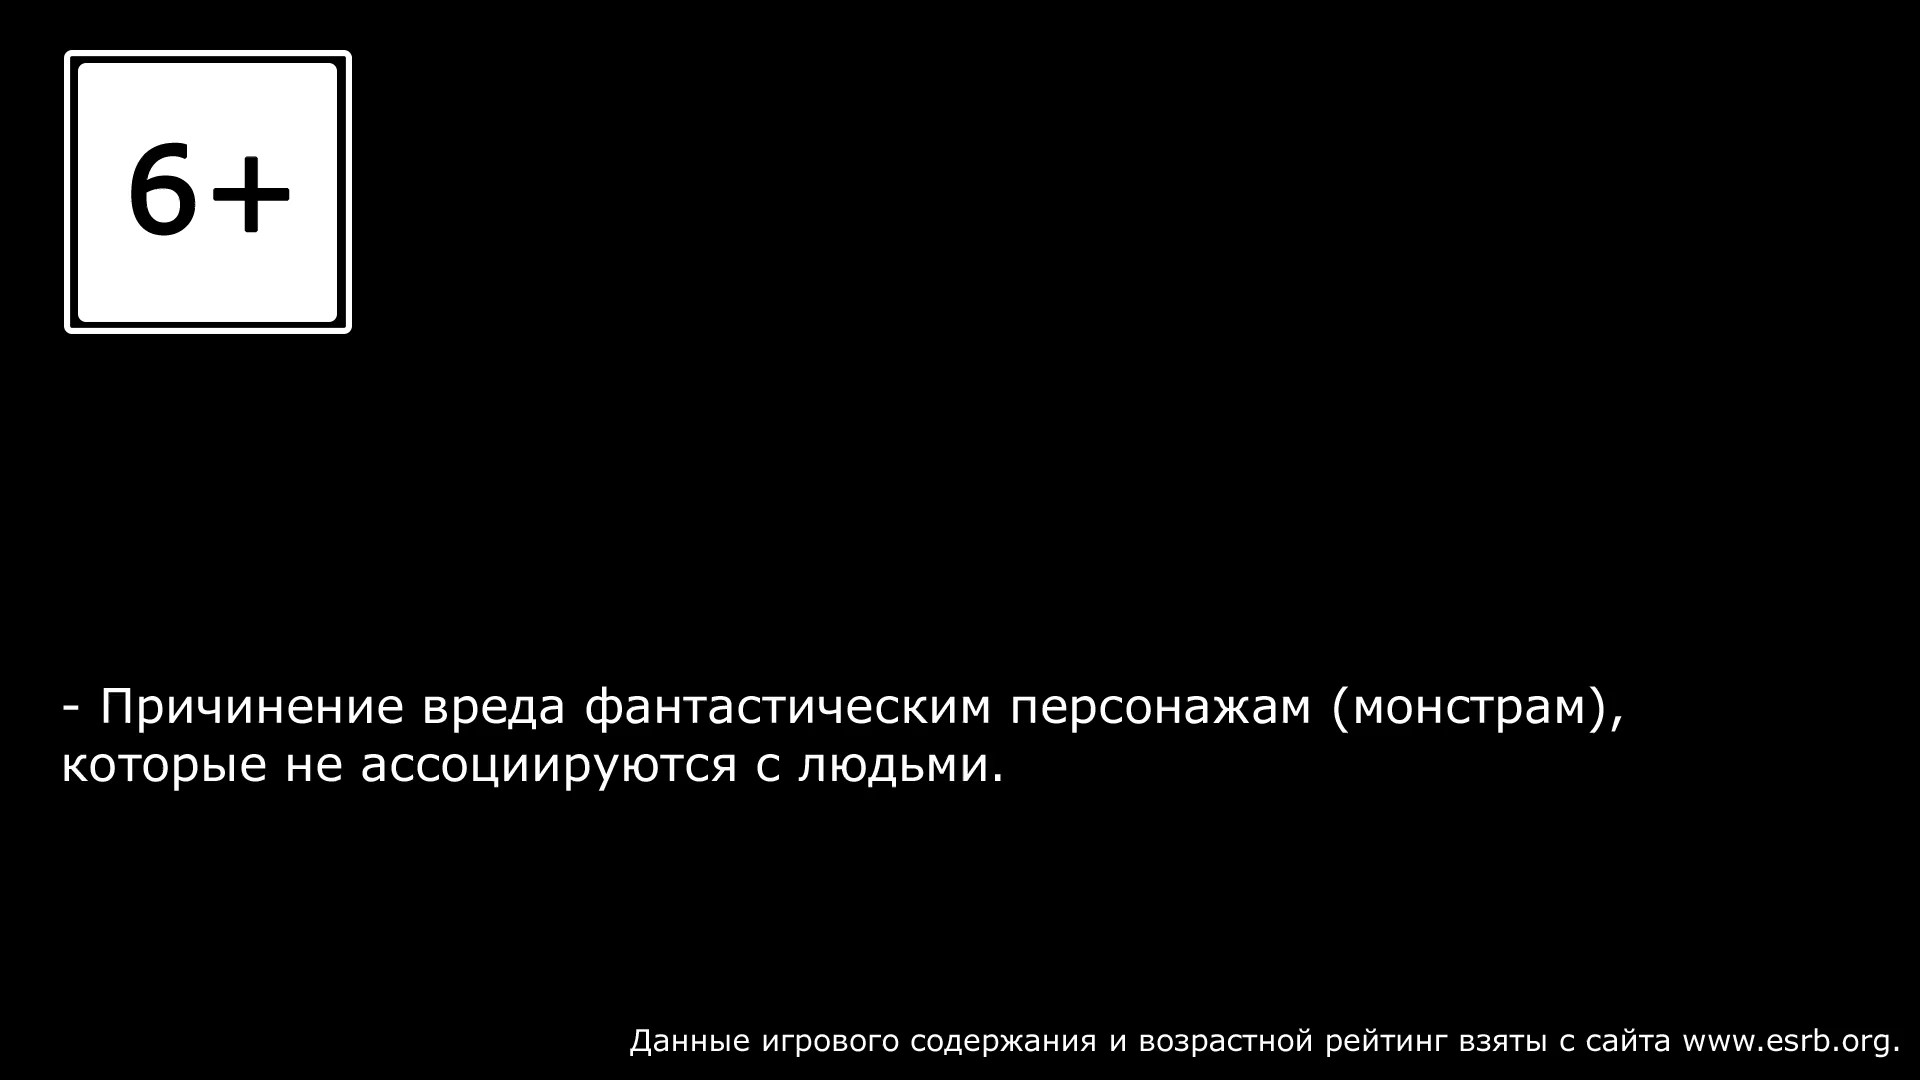 6+
- Причинение вреда фантастическим персонажам (монстрам),
которые не ассоциируются с людьми.
Данные игрового содержания и возрастной рейтинг взяты с сайта www.esrb.org.